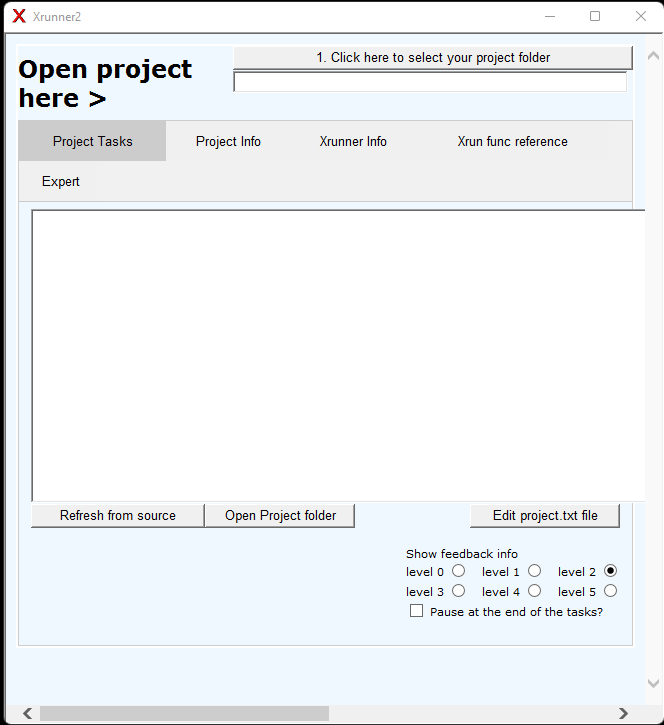 Xrunner2
Open project
here >
1. Click here to select your project folder
Project Tasks Project Info Xrunner Info Xrun func reference
Expert
Refresh from source Open Project folder Edit project.txt file
Show feedback info
level 0 level 1 level 2
level 3 level 4 level 5
Pause at the end of the tasks?